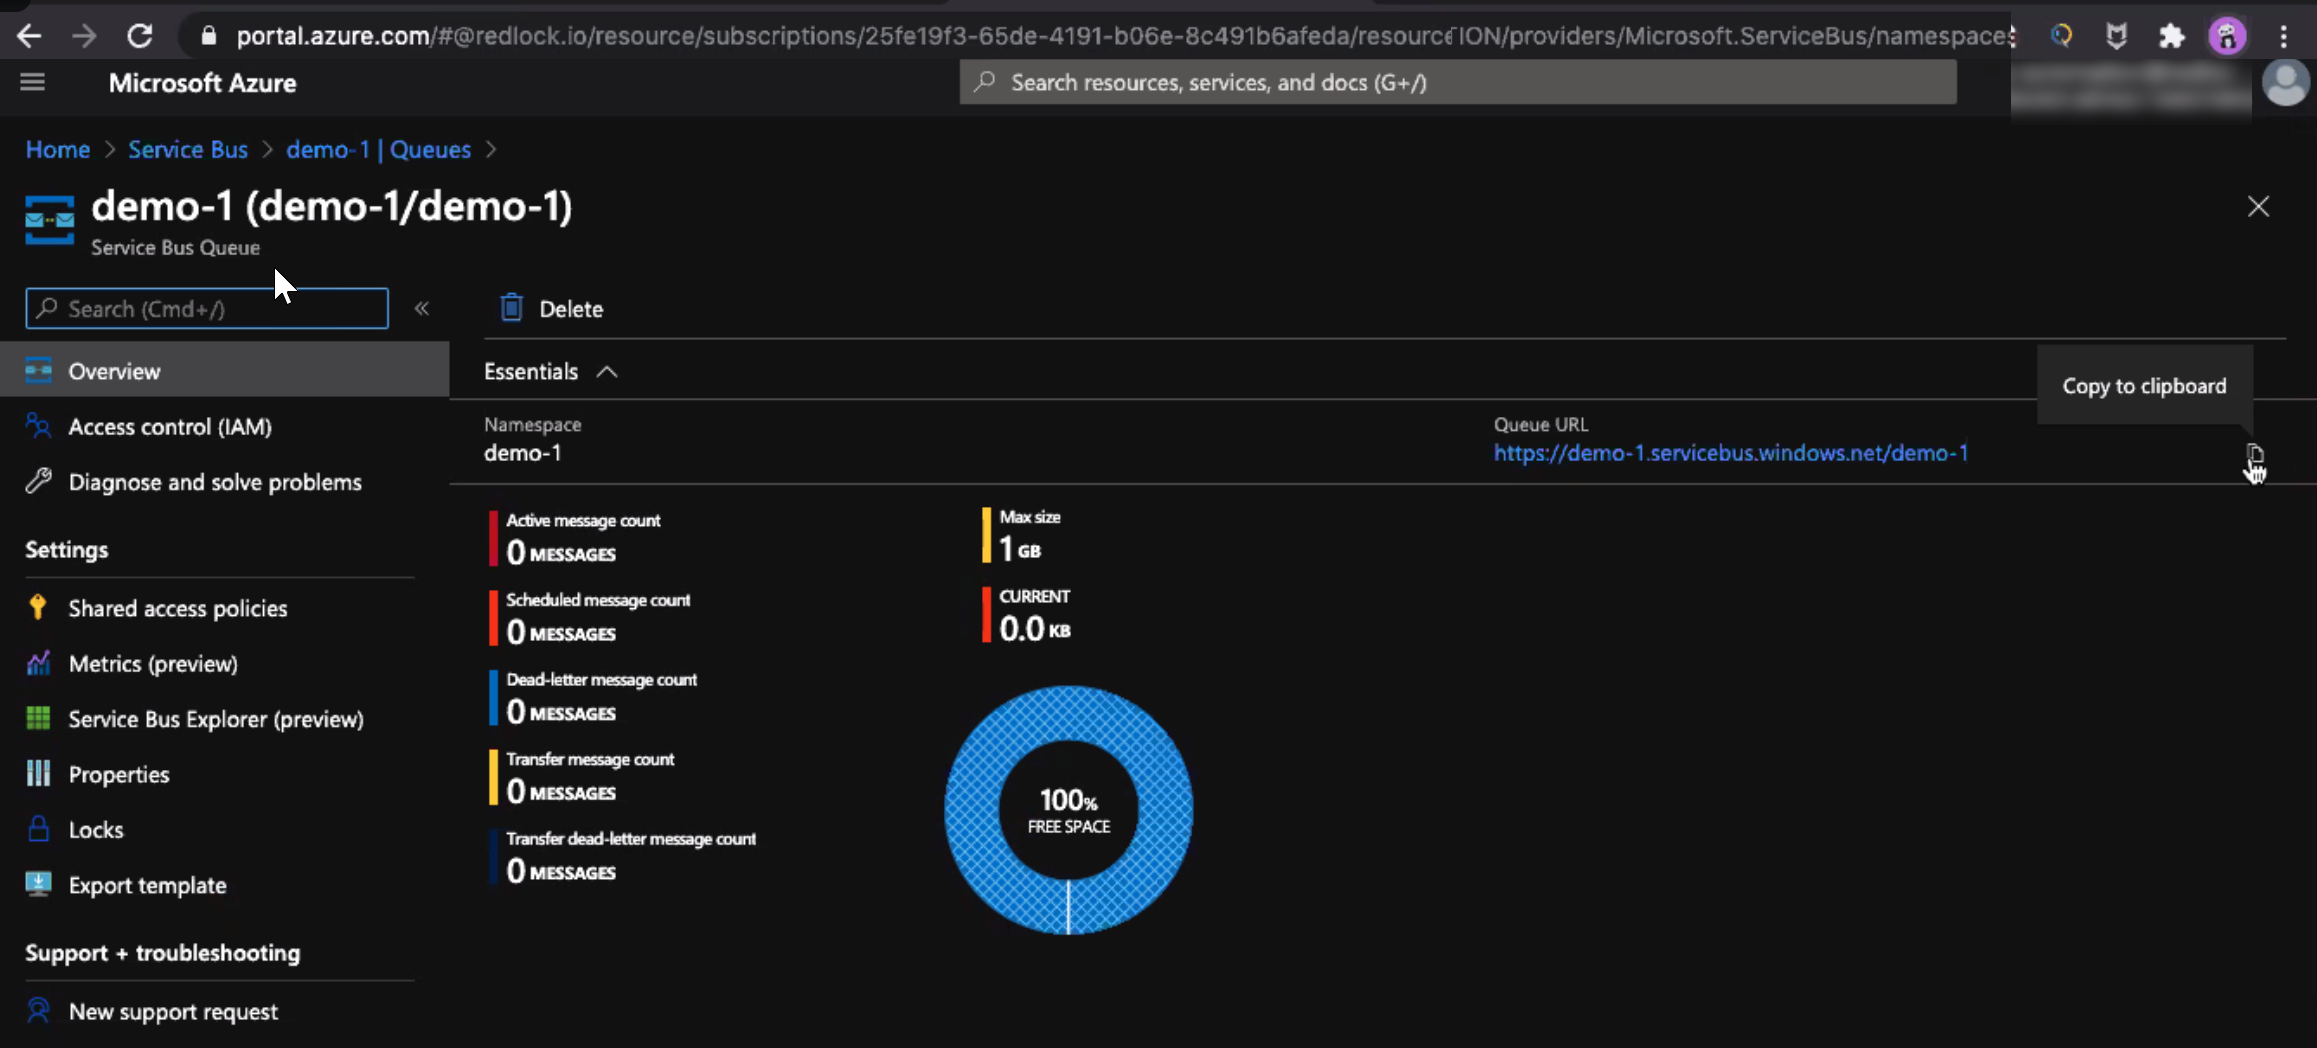 portal.azure.com/#@redlock.io/resource/subscriptions/25fe19f3-65de-4191-b06e-8c491b6afeda/resourcTION/providers/Microsoft.ServiceBus/namespaces
Microsoft Azure
Search resources, services, and docs (G+/)
Home > Service Bus > demo-1 | Queues >
demo-1 (demo-1/demo-1)
Service Bus Queue
Search (Cmd+/)
«
Delete
Overview
Essentials
Copy to clipboard
Access control (IAM)
Namespace
demo-1
Queue URL
https://demo-1.servicebus.windows.net/demo-1
Diagnose and solve problems
Settings
Shared access policies
Metrics (preview)
Service Bus Explorer (preview)
Properties
Locks
Export template
Support + troubleshooting
New support request
Active message count
0 MESSAGES
Scheduled message count
0 MESSAGES
Dead-letter message count
0 MESSAGES
Transfer message count
0 MESSAGES
Transfer dead-letter message count
0 MESSAGES
Max size
1 GB
CURRENT
0.0 KB
100%
FREE SPACE